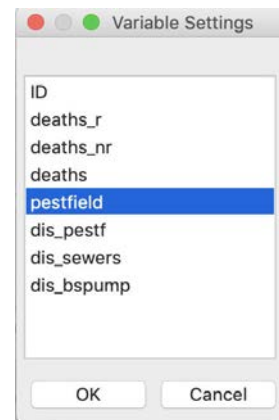 Variable Settings
ID
deaths_r
deaths_nr
deaths
pestfield
dis_pestf
dis_sewers
dis_bspump
OK Cancel